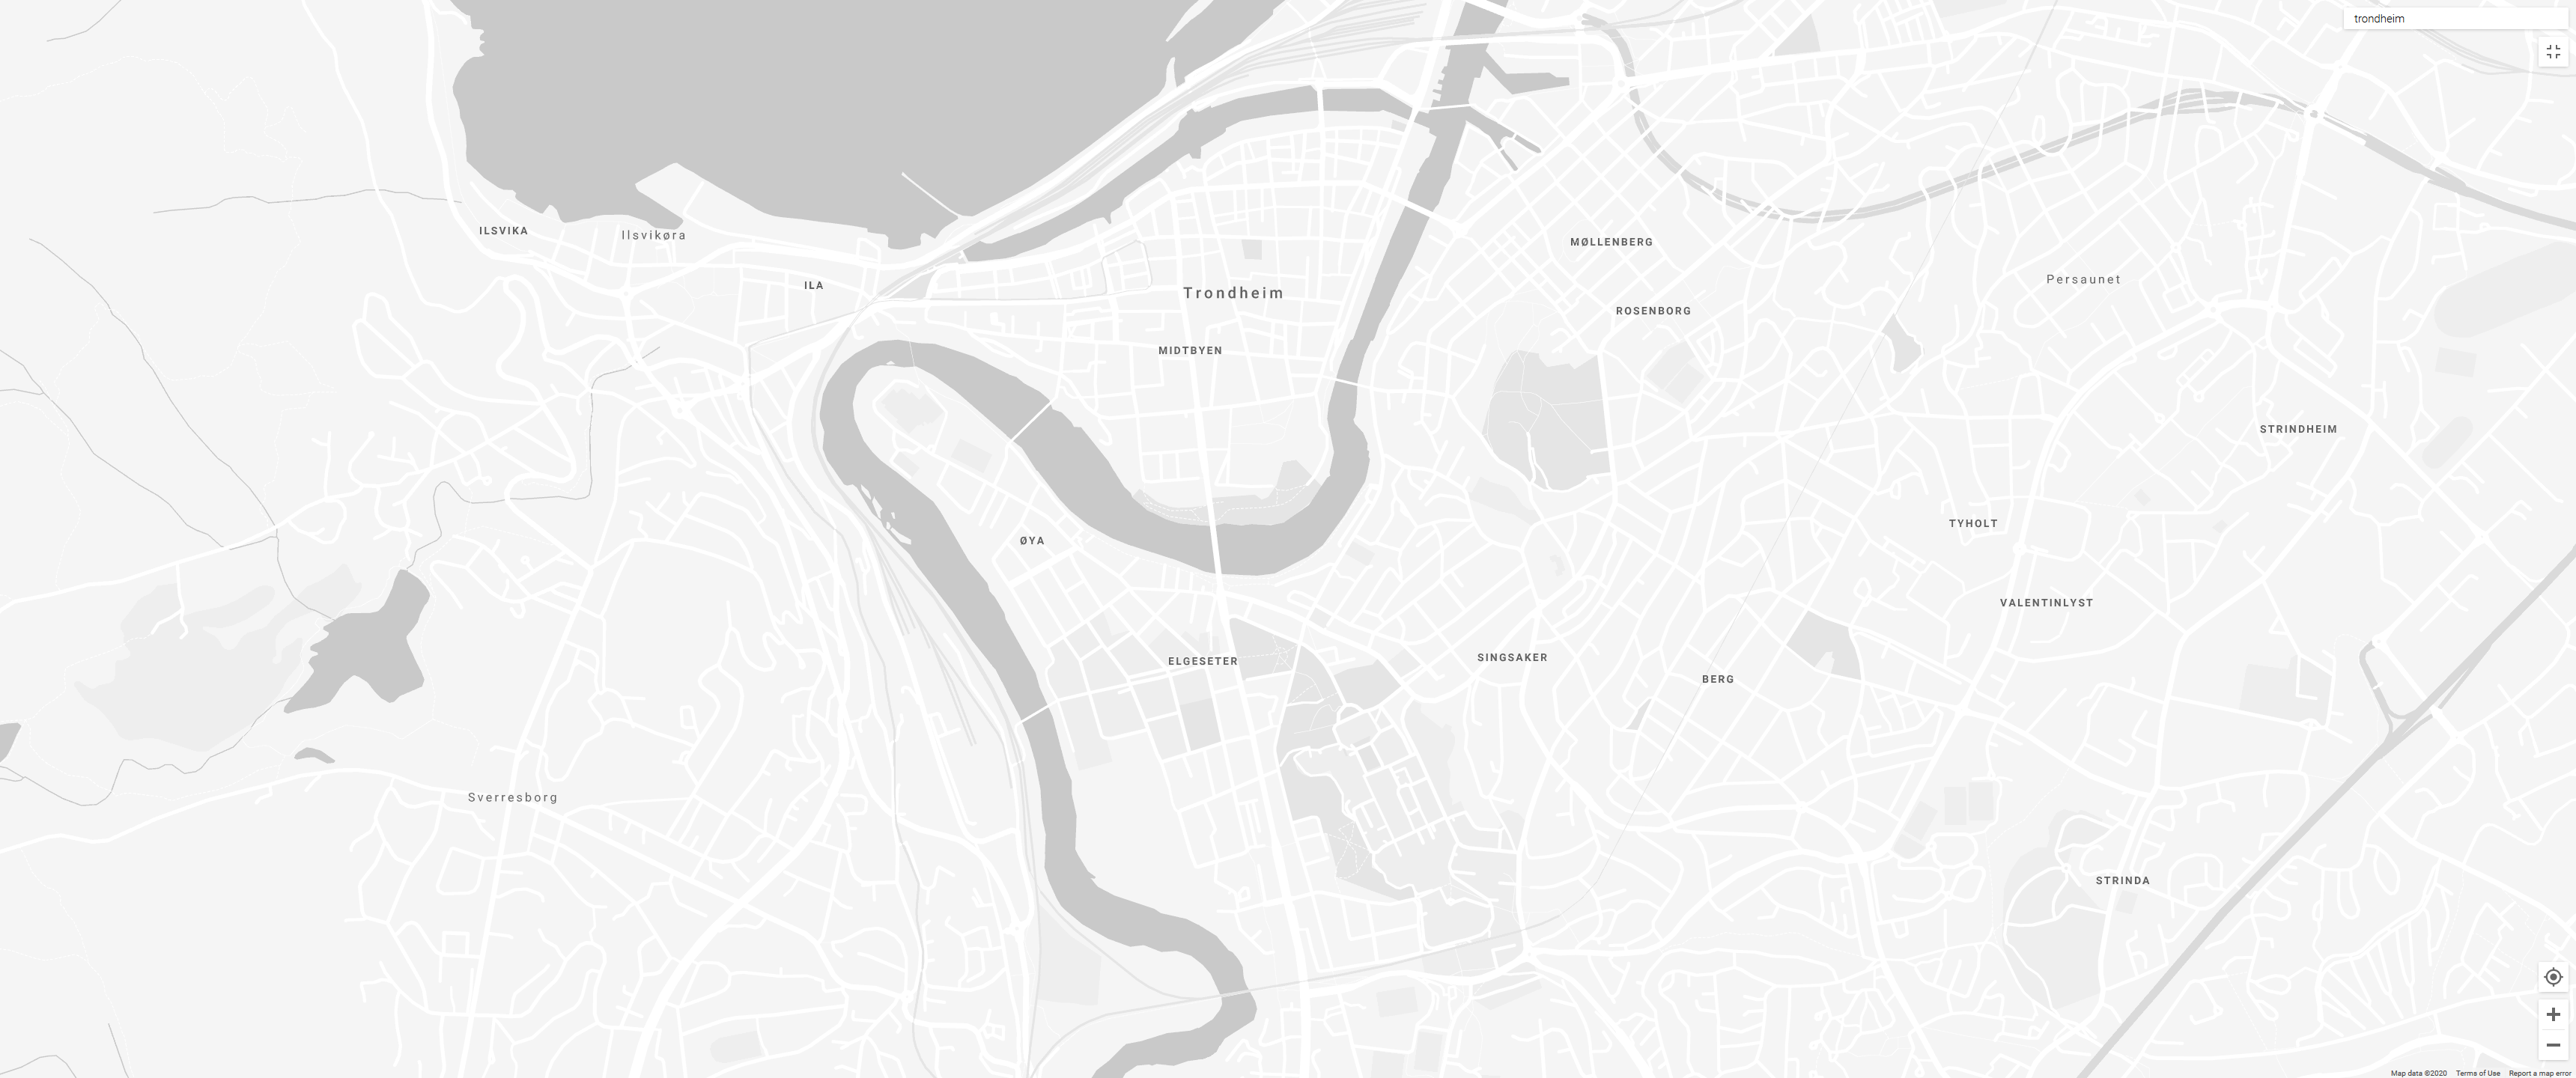 trondheim
ILSVIKA
Ilsvikøra
MØLLENBERG
Persaunet
ILA
Trondheim
ROSENBORG
MIDTBYEN
STRINDHEIM
TYHOLT
ØYA
VALENTINLYST
ELGESETER
SINGSAKER
BERG
Sverresborg
STRINDA
Map data ©2020 Terms of Use Report a map error